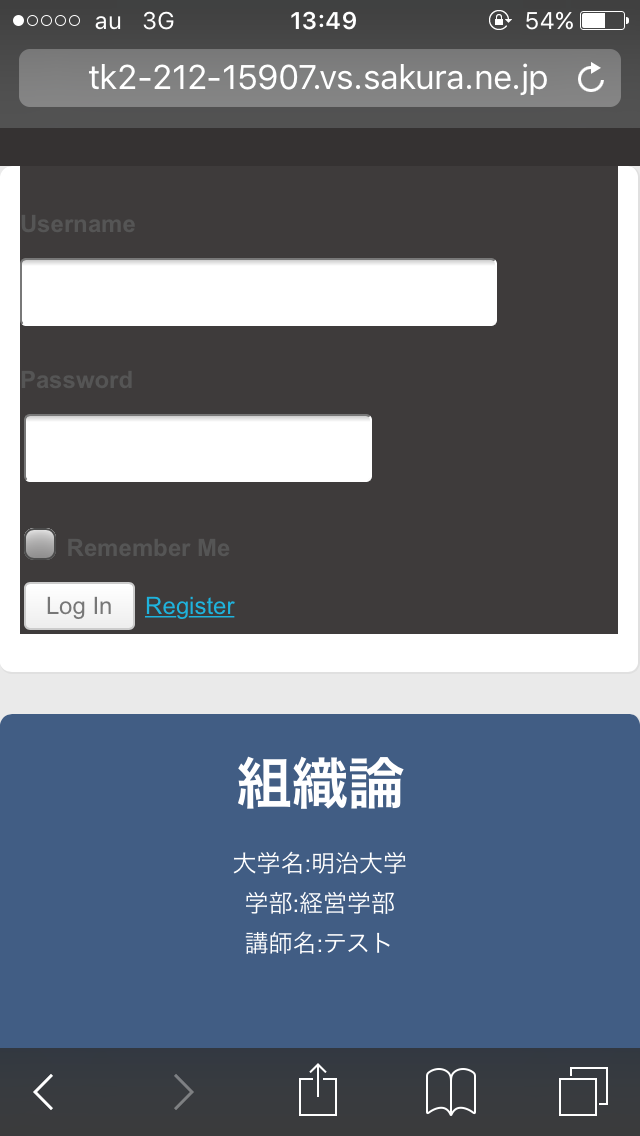 au 3G 13:49 54%
tk2-212-15907.vs.sakura.ne.jp
Username
Password
Remember Me
Log In Register
組織論
大学名:明治大学
学部:経営学部
講師名:テスト